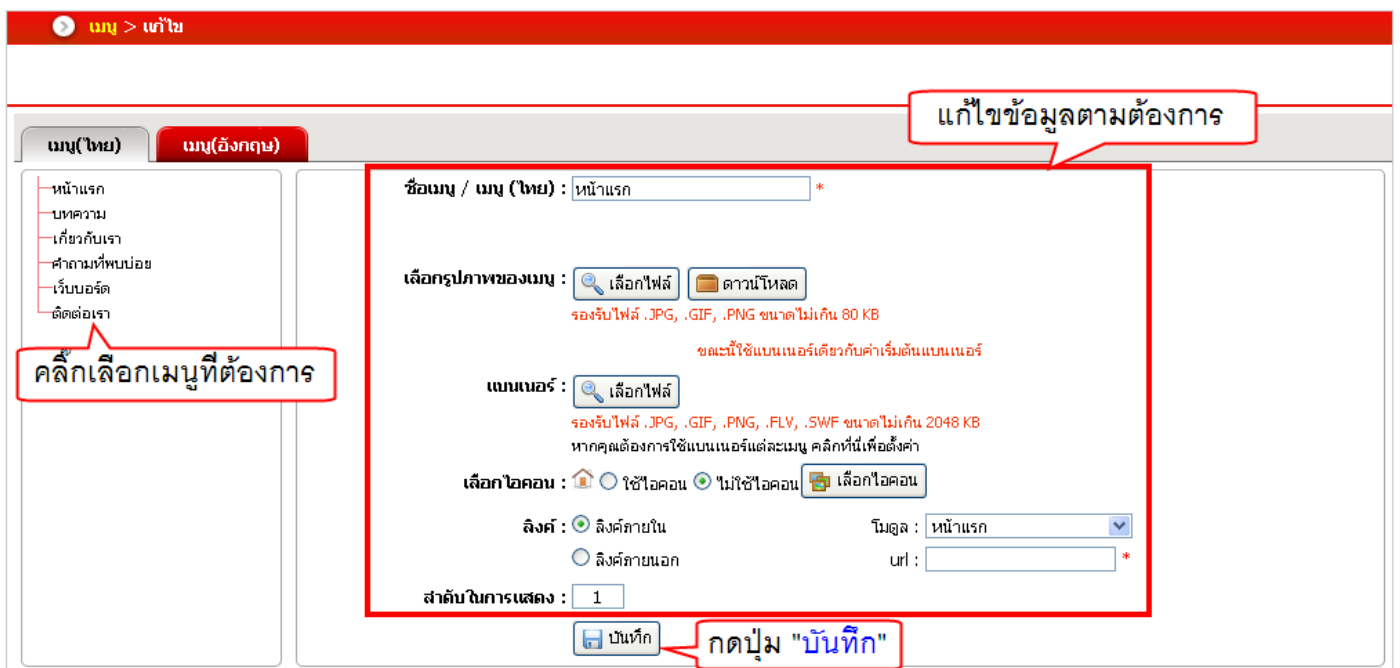 เมนู > แก้ไข
แก้ไขข้อมูลตามต้องการ
เมนู(ไทย)
เมนู(อังกฤษ)
หน้าแรก
บทความ
เกี่ยวกับเรา
คำถามที่พบบ่อย
เว็บบอร์ด
ติดต่อเรา
คลิ๊กเลือกเมนูที่ต้องการ
ชื่อเมนู / เมนู (ไทย) : หน้าแรก *
เลือกรูปภาพของเมนู : เลือกไฟล์ ดาวน์โหลด
รองรับไฟล์ .JPG, .GIF, .PNG ขนาดไม่เกิน 80 KB
ขณะนี้ใช้แบนเนอร์เดียวกับค่าเริ่มต้นแบนเนอร์
แบนเนอร์ : เลือกไฟล์
รองรับไฟล์ .JPG, .GIF, .PNG, .FLV, .SWF ขนาดไม่เกิน 2048 KB
หากคุณต้องการใช้แบนเนอร์แต่ละเมนู คลิกที่นี่เพื่อตั้งค่า
เลือกไอคอน : ใช้ไอคอน ไม่ใช้ไอคอน เลือกไอคอน
ลิงค์ : ลิงค์ภายใน โมดูล : หน้าแรก
ลิงค์ภายนอก url : *
ลำดับในการแสดง : 1
บันทึก
กดปุ่ม "บันทึก"